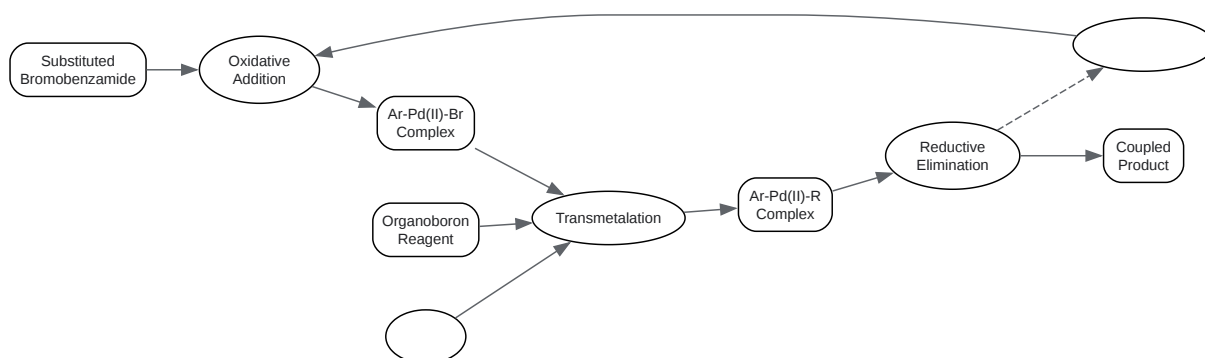 Substituted
Bromobenzamide
Oxidative
Addition
Ar-Pd(II)-Br
Complex
Organoboron
Reagent
Transmetalation
Ar-Pd(II)-R
Complex
Reductive
Elimination
Coupled
Product